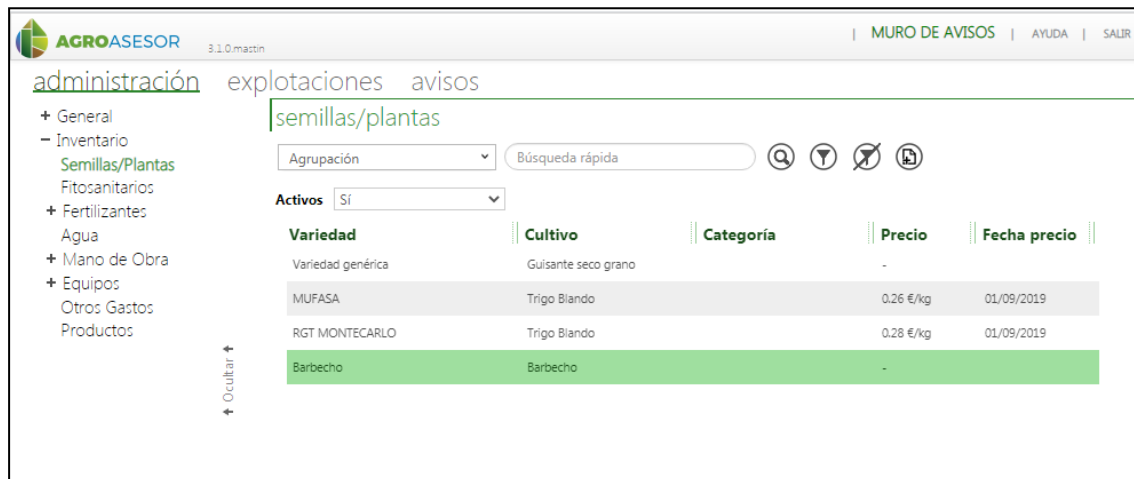 AGROASESOR 3.1.0.mastin | MURO DE AVISOS | AYUDA | SALIR
administración explotaciones avisos
+ General
− Inventario
Semillas/Plantas
Fitosanitarios
+ Fertilizantes
Agua
+ Mano de Obra
+ Equipos
Otros Gastos
Productos
Ocultar
semillas/plantas
Agrupación Búsqueda rápida
Activos Sí
Variedad Cultivo Categoría Precio Fecha precio
Variedad genérica Guisante seco grano -
MUFASA Trigo Blando 0.26 €/kg 01/09/2019
RGT MONTECARLO Trigo Blando 0.28 €/kg 01/09/2019
Barbecho Barbecho -